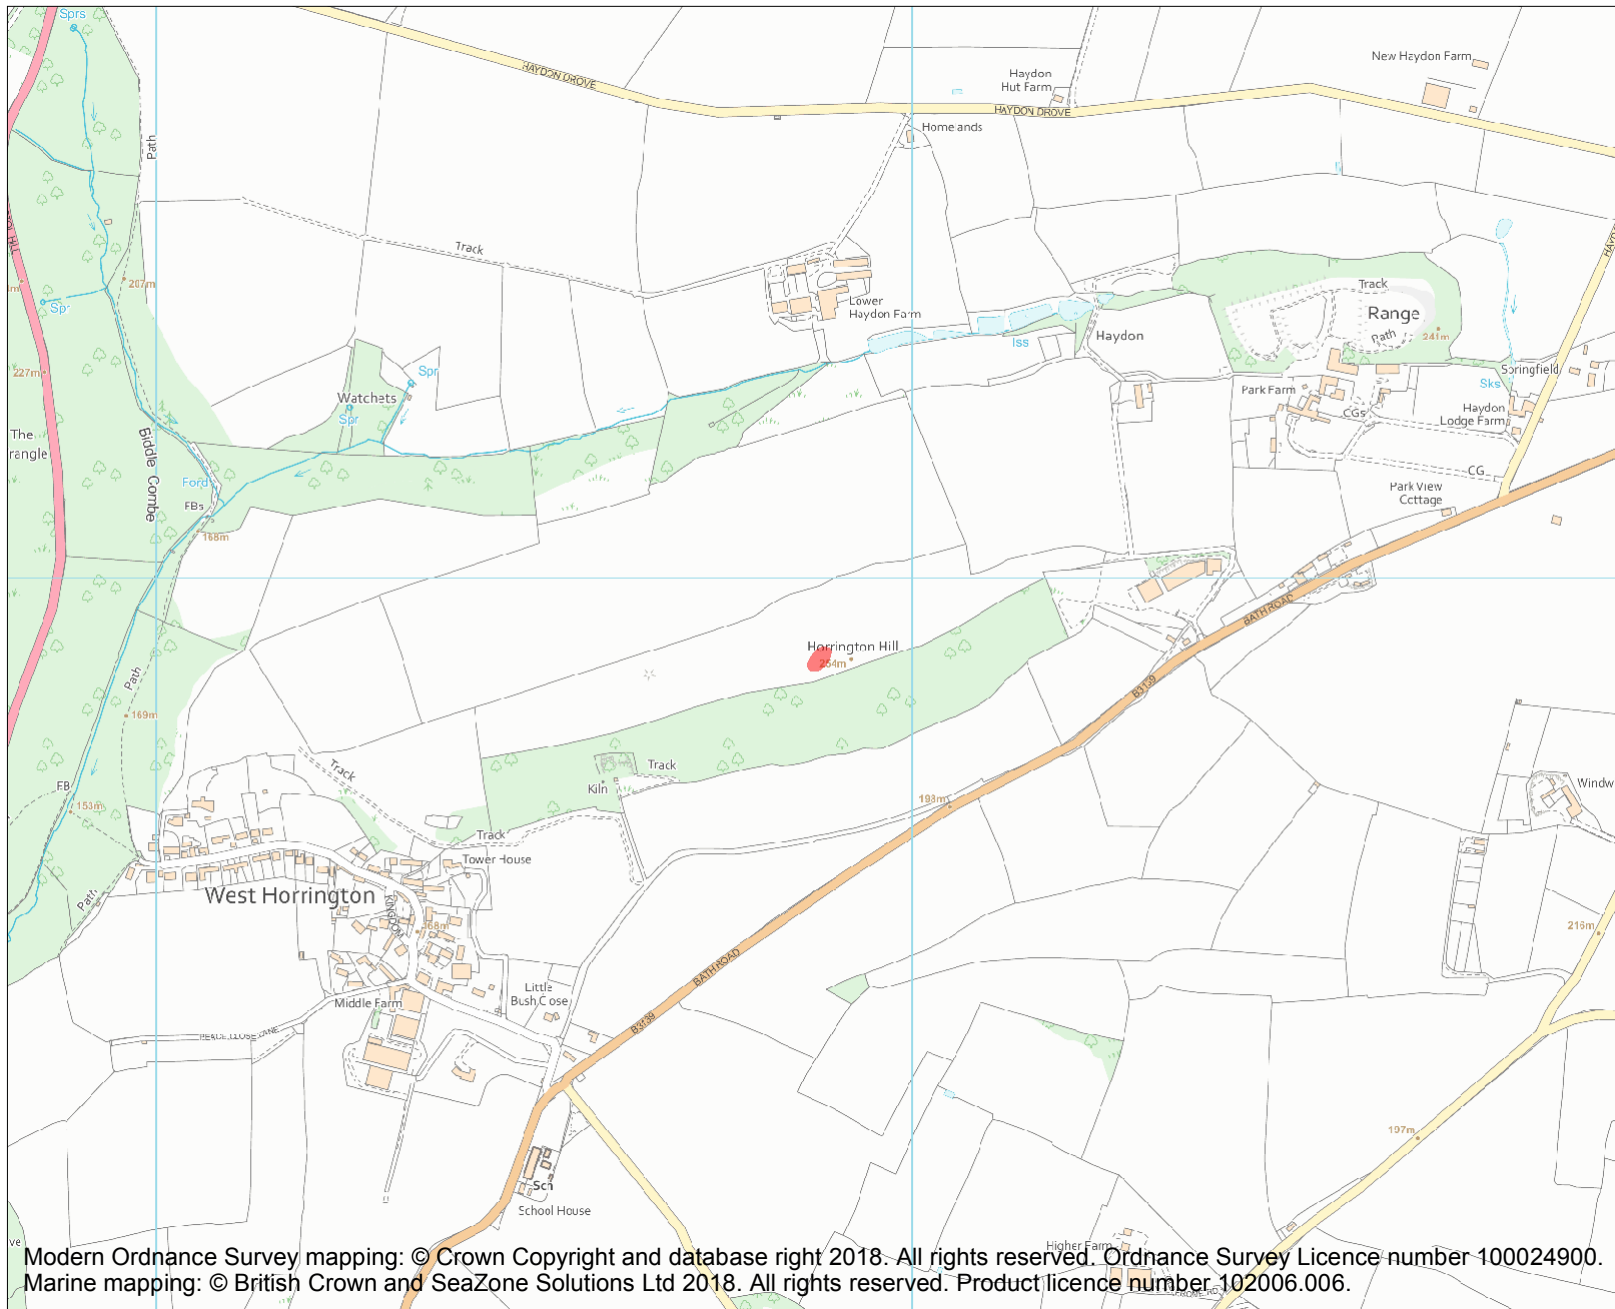 Sprs
HAYDON DROVE
Haydon
Hut Farm
New Haydon Farm
HAYDON DROVE
Path
Homelands
Track
207m
Spr
Lower
Haydon Farm
Track
Range
Path
241m
Iss
Haydon
227m
Spr
Watchets
Spr
Springfield
Sks
Park Farm
CGs
Haydon
Lodge Farm
The
rangle
Biddle Combe
Ford
FBs
168m
CG
Park View
Cottage
BATH ROAD
Horrington Hill
264m
Path
169m
B3139
Track
Track
Kiln
FB
153m
193m
Windw
Track
Tower House
West Horrington
Path
KINGDOM
168m
216m
BATH ROAD
Little
Bush Close
Middle Farm
B3139
197m
Sch
School House
Higher Farm
ve
Modern Ordnance Survey mapping: © Crown Copyright and database right 2018. All rights reserved. Ordnance Survey Licence number 100024900.
Marine mapping: © British Crown and SeaZone Solutions Ltd 2018. All rights reserved. Product licence number 102006.006.